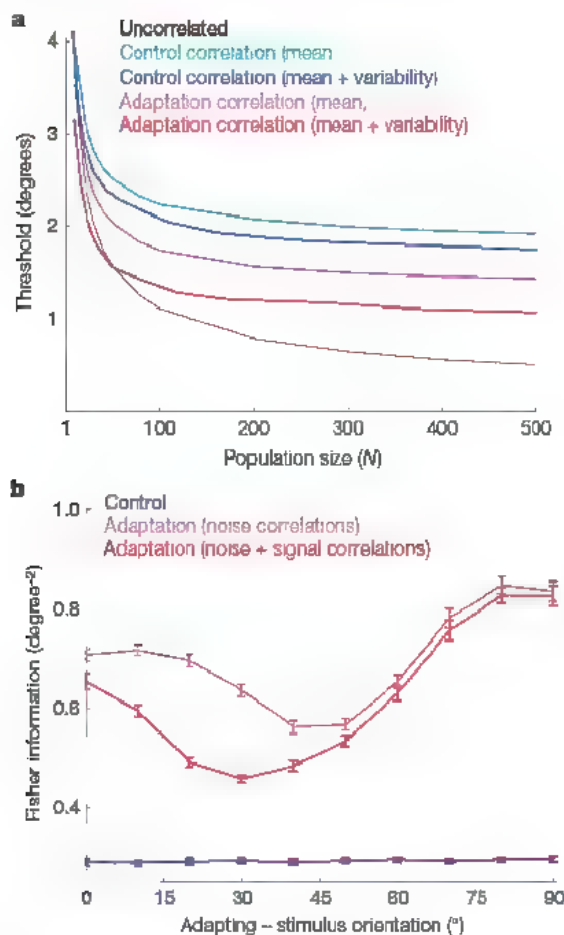 a
4
3
2
1
Threshold (degrees)
Uncorrelated
Control correlation (mean
Control correlation (mean + variability)
Adaptation correlation (mean,
Adaptation correlation (mean + variability)
1 100 200 300 400 500
Population size (N)
b
1.0
0.8
0.6
0.4
Fisher information (degree⁻²)
Control
Adaptation (noise correlations)
Adaptation (noise + signal correlations)
0 15 30 45 60 75 90
Adapting – stimulus orientation (°)